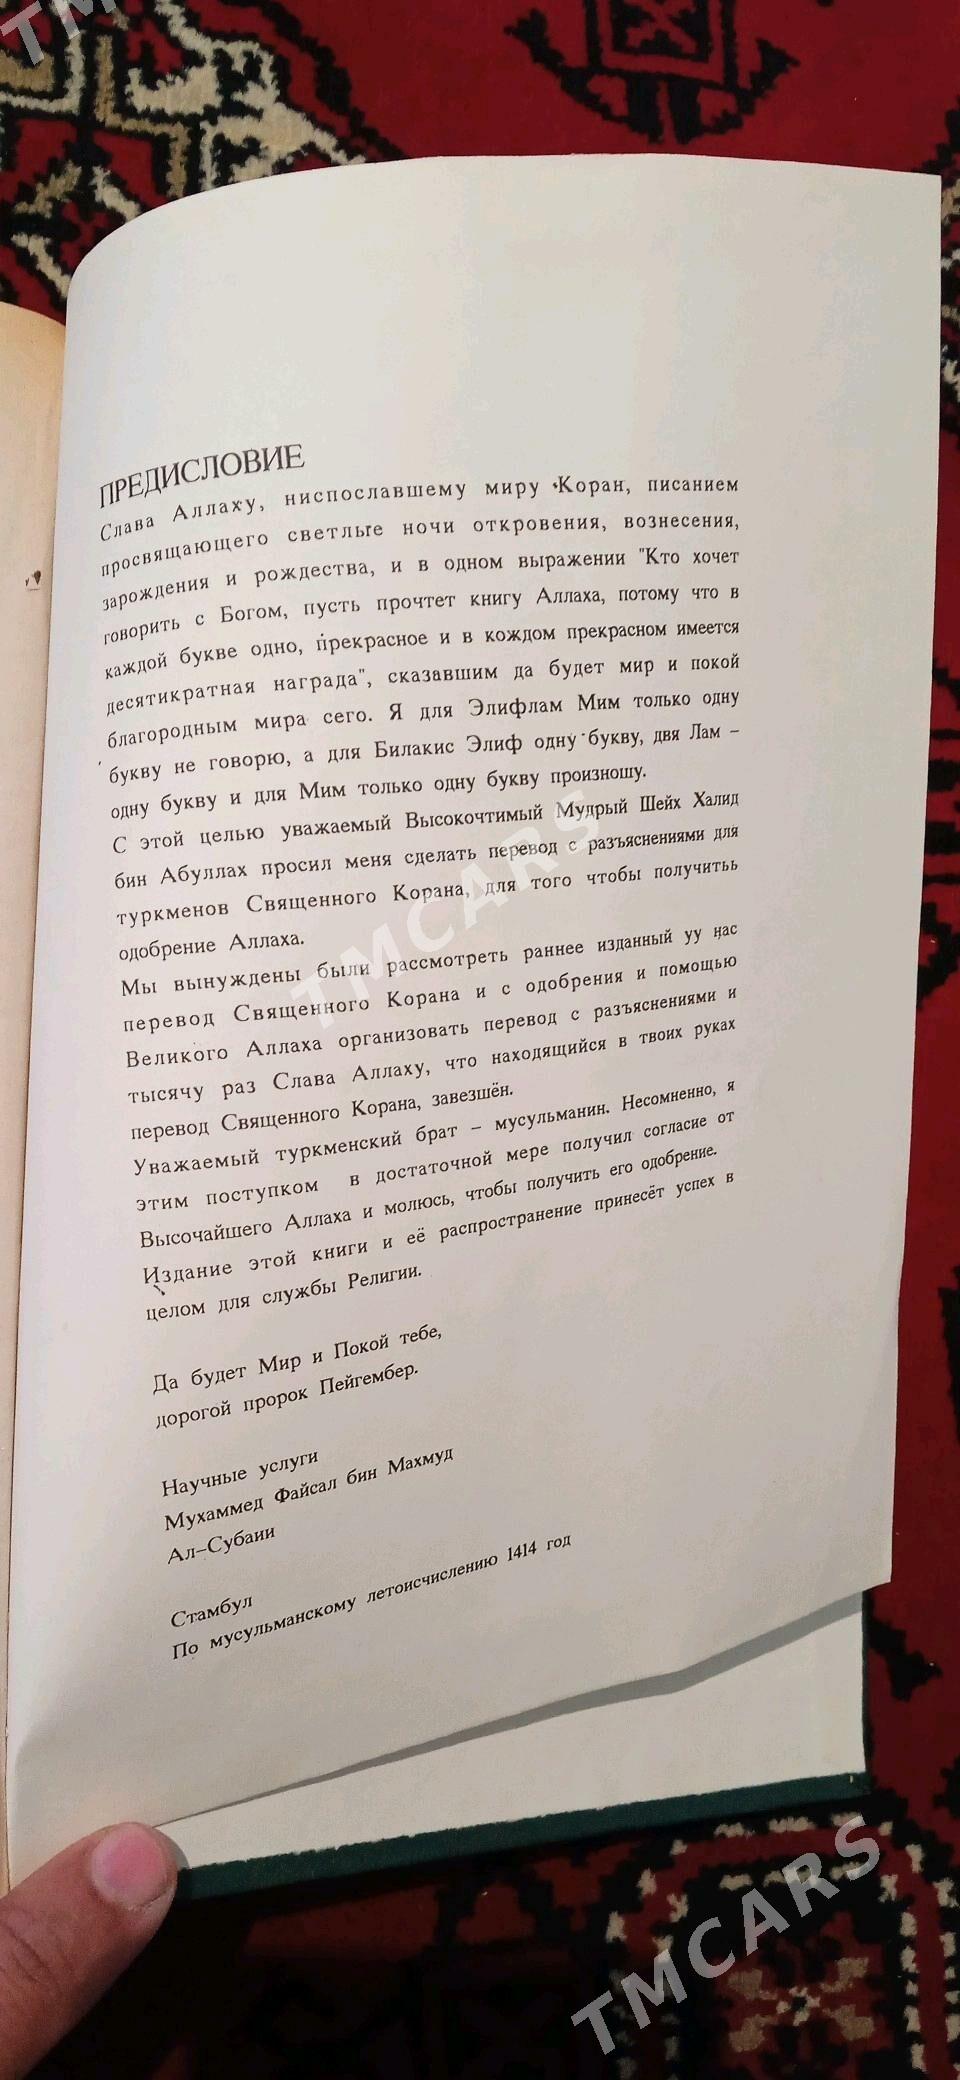 TMCARS
ПРЕДИСЛОВИЕ
Слава Аллаху, ниспославшему миру Коран, писанием
просвящающего светлые ночи откровения, вознесения,
зарождения и рождества, и в одном выражении "Кто хочет
говорить с Богом, пусть прочтет книгу Аллаха, потому что в
каждой букве одно, прекрасное и в кождом прекрасном имеется
десятикратная награда", сказавшим да будет мир и покой
благородным мира сего. Я для Элифлам Мим только одну
букву не говорю, а для Билакис Элиф одну букву, двя Лам –
одну букву и для Мим только одну букву произношу.
С этой целью уважаемый Высокочтимый Мудрый Шейх Халид
бин Абуллах просил меня сделать перевод с разъяснениями для
туркменов Священного Корана, для того чтобы получитьь
одобрение Аллаха.
Мы вынуждены были рассмотреть раннее изданный уу нас
перевод Священного Корана и с одобрения и помощью
Великого Аллаха организовать перевод с разъяснениями и
тысячу раз Слава Аллаху, что находящийся в твоих руках
перевод Священного Корана, завезшён.
Уважаемый туркменский брат – мусульманин. Несомненно, я
этим поступком в достаточной мере получил согласие от
Высочайшего Аллаха и молюсь, чтобы получить его одобрение.
Издание этой книги и её распространение принесёт успех в
целом для службы Религии.
Да будет Мир и Покой тебе,
дорогой пророк Пейгембер.
Научные услуги
Мухаммед Файсал бин Махмуд
Ал–Субаии
Стамбул
По мусульманскому летоисчислению 1414 год
TMCARS